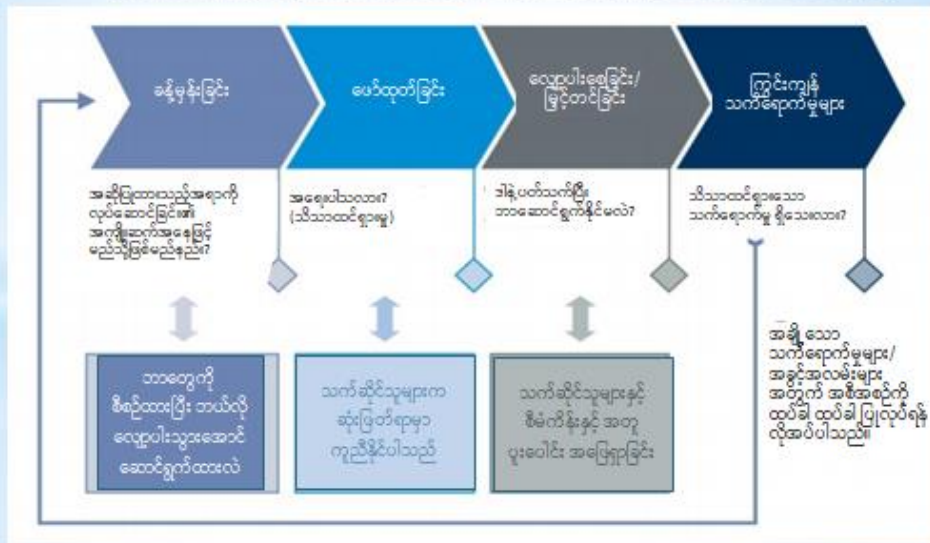 ခန့်မှန်းခြင်း
ဖော်ထုတ်ခြင်း
လျော့ပါးစေခြင်း/
မြှင့်တင်ခြင်း
ကြွင်းကျန်
သက်ရောက်မှုများ
အဆိုပြုထားသည့်အရာကို
လုပ်ဆောင်ခြင်း၏
အကျိုးဆက်အနေဖြင့်
မည်သို့ဖြစ်မည်နည်း?
အရေးပါသလား?
(သိသာထင်ရှားမှု)
ဒါနဲ့ပတ်သက်ပြီး
ဘာဆောင်ရွက်နိုင်မလဲ?
သိသာထင်ရှားသော
သက်ရောက်မှု ရှိသေးလား?
ဘာတွေကို
စီစဉ်ထားပြီး ဘယ်လို
လျော့ပါးသွားအောင်
ဆောင်ရွက်ထားလဲ
သက်ဆိုင်သူများက
ဆုံးဖြတ်ရာမှာ
ကူညီနိုင်ပါသည်
သက်ဆိုင်သူများနှင့်
စီမံကိန်းနှင့် အတူ
ပူးပေါင်း အဖြေရှာခြင်း
အချို့သော
သက်ရောက်မှုများ/
အခွင့်အလမ်းများ
အတွက် အစီအစဉ်ကို
ထပ်ခါ ထပ်ခါ ပြုလုပ်ရန်
လိုအပ်ပါသည်။